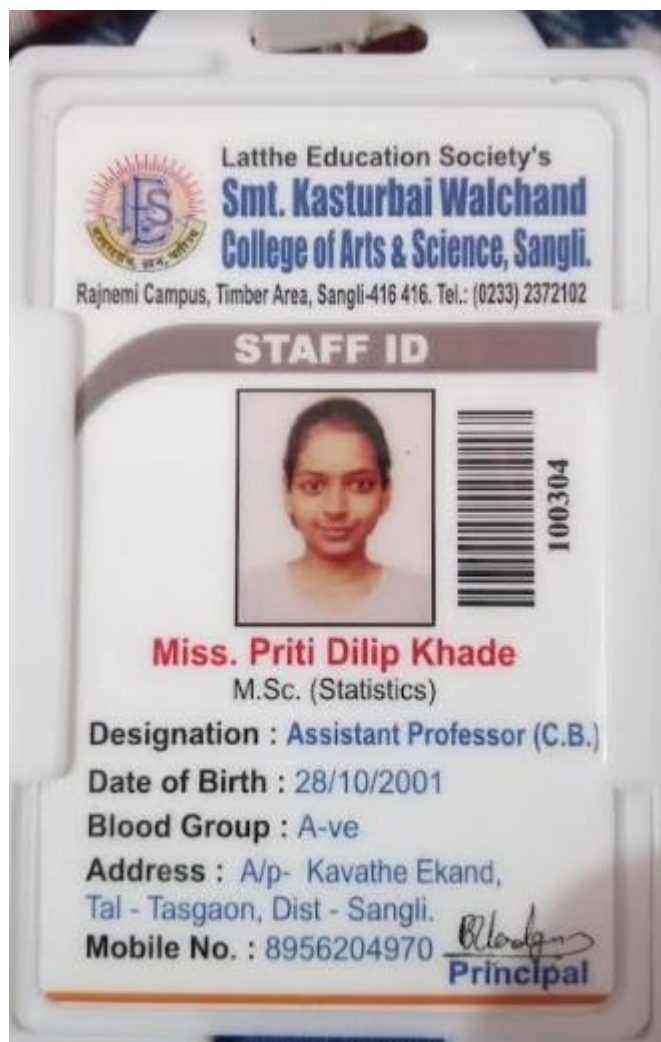 Latthe Education Society's
Smt. Kasturbai Walchand
College of Arts & Science, Sangli.
Rajnemi Campus, Timber Area, Sangli-416 416. Tel.: (0233) 2372102
STAFF ID
100304
Miss. Priti Dilip Khade
M.Sc. (Statistics)
Designation : Assistant Professor (C.B.)
Date of Birth : 28/10/2001
Blood Group : A-ve
Address : A/p- Kavathe Ekand,
Tal - Tasgaon, Dist - Sangli.
Mobile No. : 8956204970
Principal